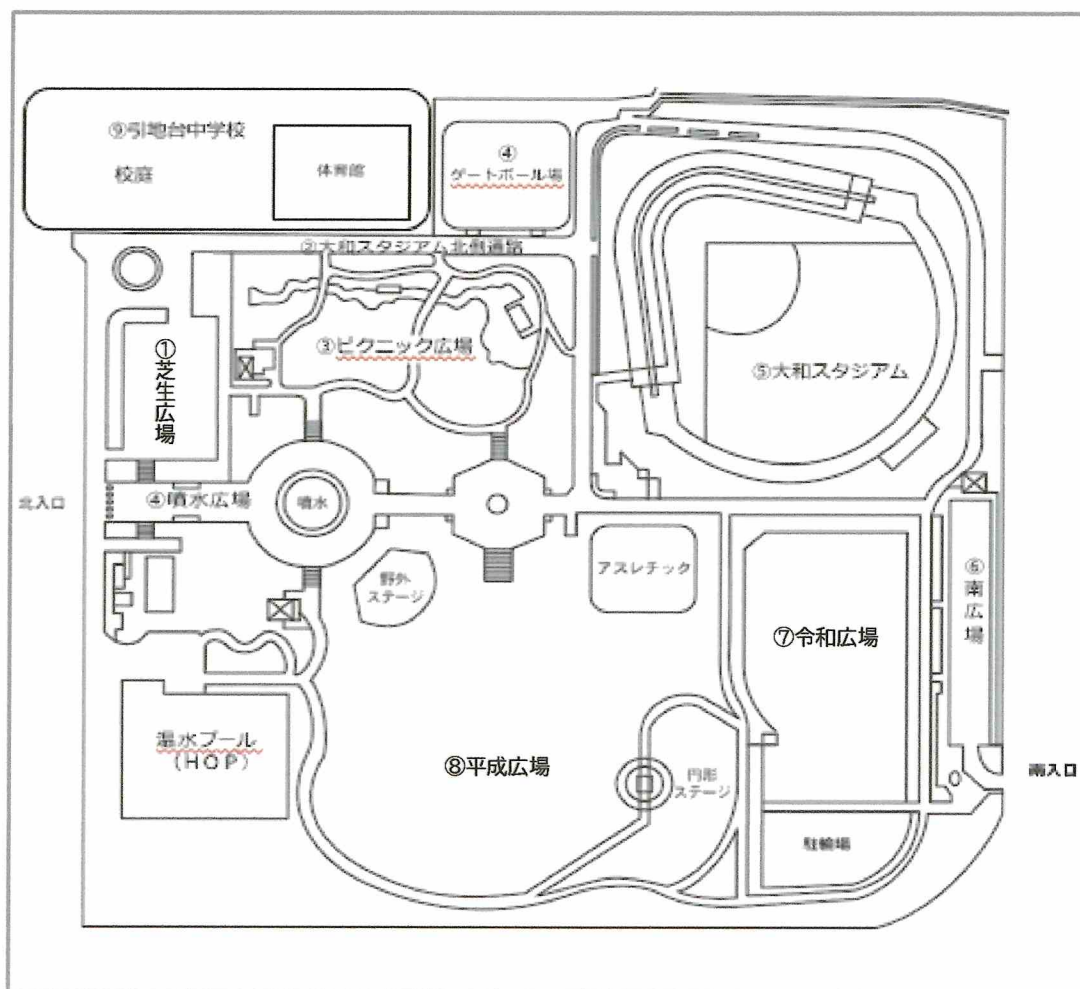 ⑨引地台中学校
校庭
体育館
④
ゲートボール場
②大和スタジアム北側通路
①芝生広場
③ピクニック広場
⑤大和スタジアム
北入口
④噴水広場
噴水
野外
ステージ
アスレチック
⑥南広場
⑦令和広場
温水プール
(HOP)
⑧平成広場
円形
ステージ
南入口
駐輪場